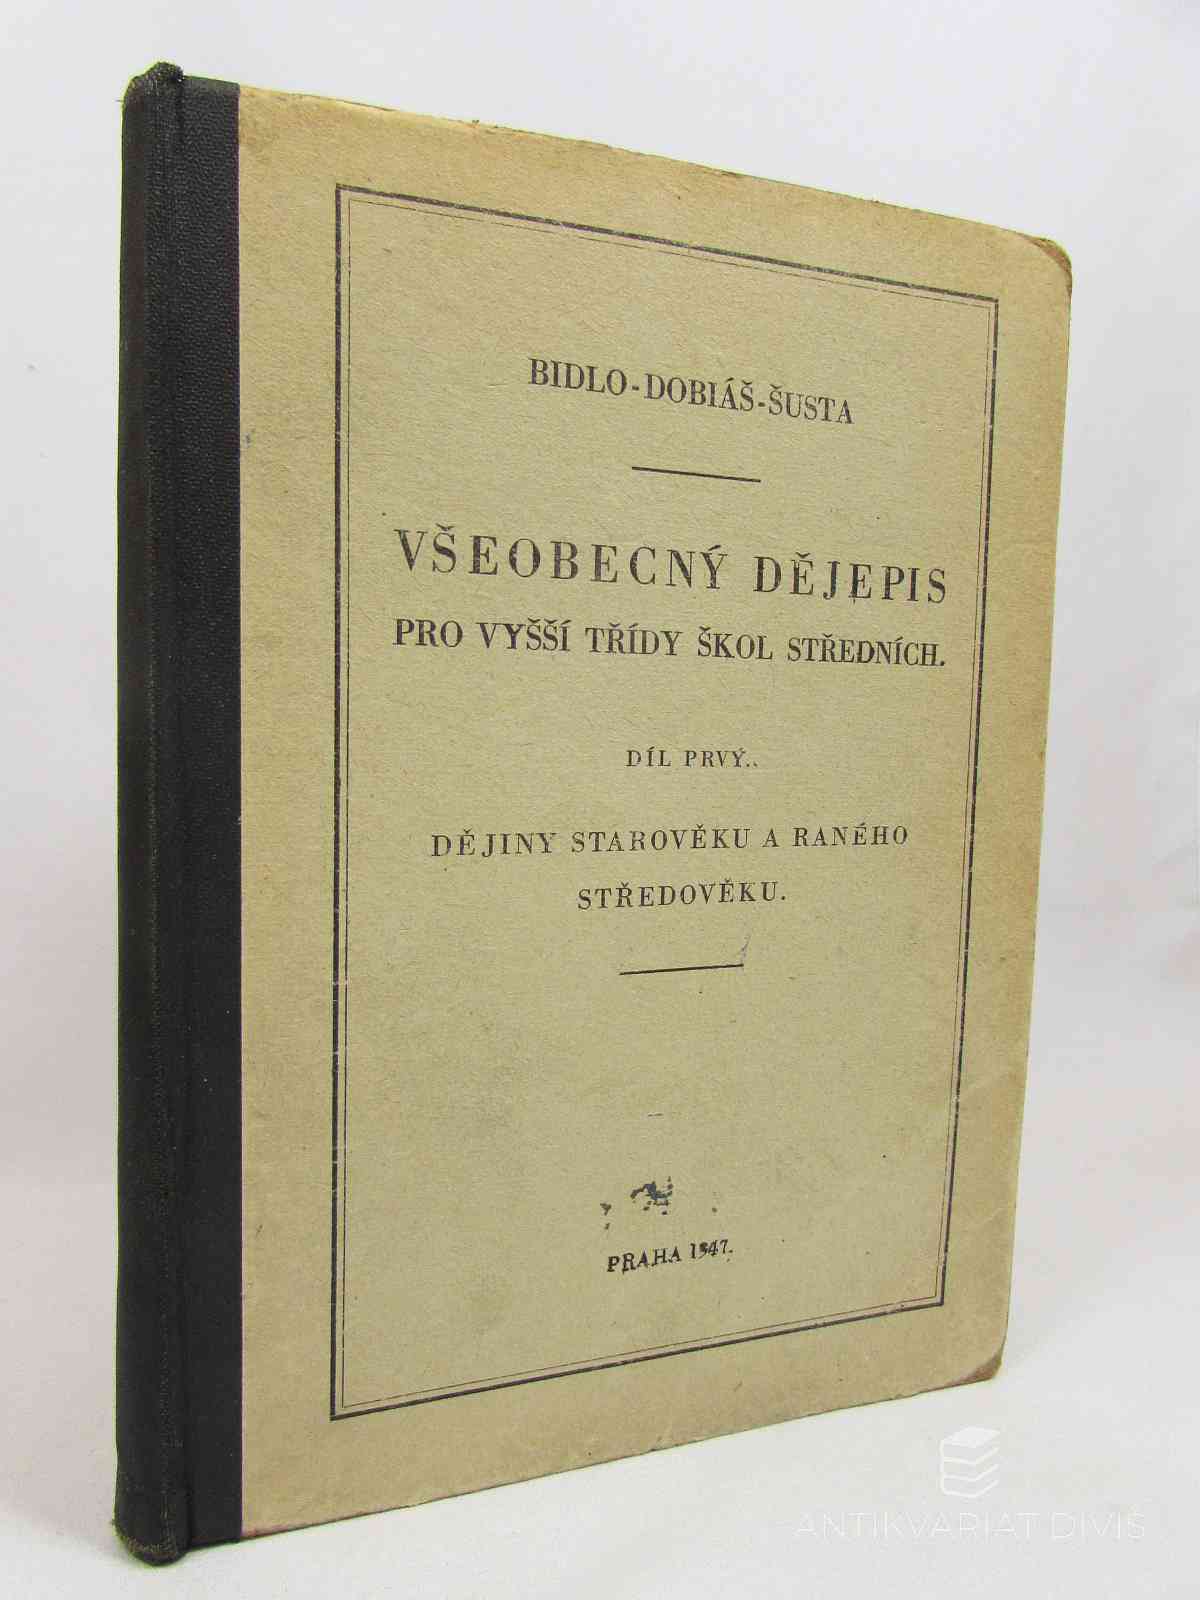 BIDLO-DOBIÁŠ-ŠUSTA
VŠEOBECNÝ DĚJEPIS
PRO VYŠŠÍ TŘÍDY ŠKOL STŘEDNÍCH.
DÍL PRVÝ..
DĚJINY STAROVĚKU A RANÉHO
STŘEDOVĚKU.
PRAHA 1947.
ANTIKVARIAT DIVIŠ